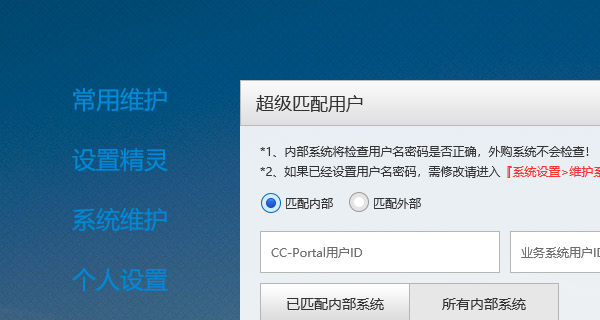 常用维护
设置精灵
系统维护
个人设置
超级匹配用户
*1、内部系统将检查用户名密码是否正确，外购系统不会检查！
*2、如果已经设置用户名密码，需修改请进入『系统设置>维护系
匹配内部 匹配外部
CC-Portal用户ID 业务系统用户ID
已匹配内部系统 所有内部系统